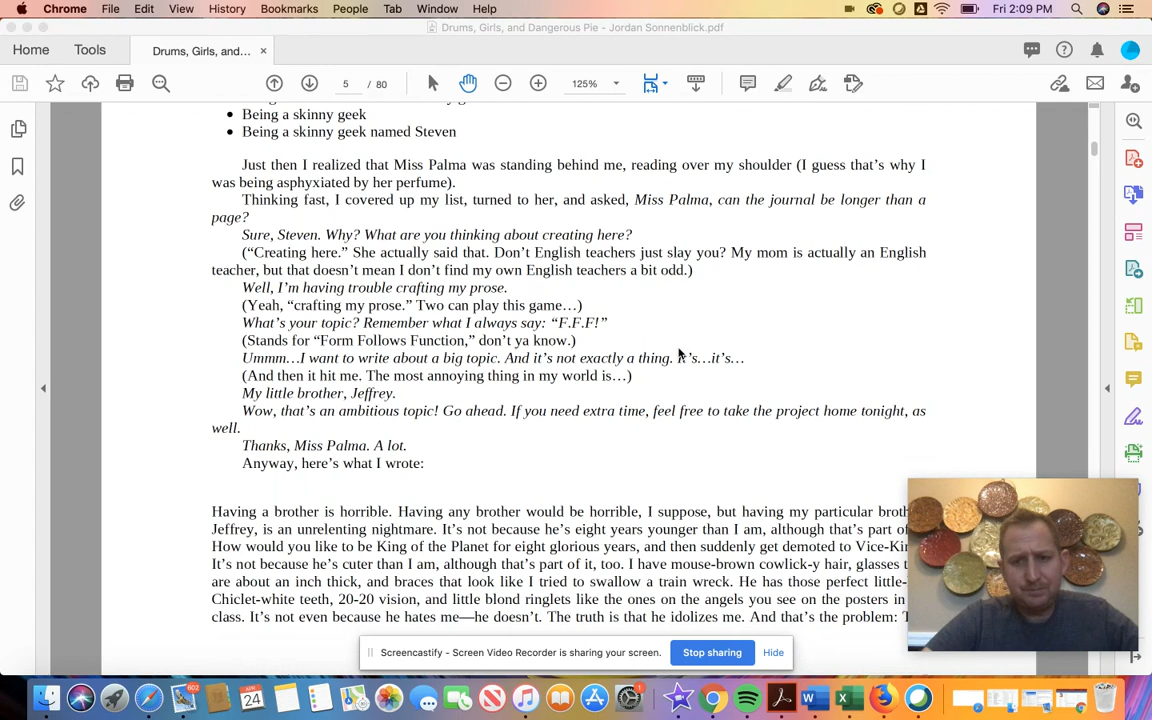 Chrome File Edit View History Bookmarks People Tab Window Help Fri 2:09 PM
Drums, Girls, and Dangerous Pie - Jordan Sonnenblick.pdf
Home Tools Drums, Girls, and... ×
5 / 80 125%
• Being a skinny geek
• Being a skinny geek named Steven
Just then I realized that Miss Palma was standing behind me, reading over my shoulder (I guess that's why I
was being asphyxiated by her perfume).
Thinking fast, I covered up my list, turned to her, and asked, Miss Palma, can the journal be longer than a
page?
Sure, Steven. Why? What are you thinking about creating here?
("Creating here." She actually said that. Don't English teachers just slay you? My mom is actually an English
teacher, but that doesn't mean I don't find my own English teachers a bit odd.)
Well, I'm having trouble crafting my prose.
(Yeah, "crafting my prose." Two can play this game…)
What's your topic? Remember what I always say: "F.F.F!"
(Stands for "Form Follows Function," don't ya know.)
Ummm…I want to write about a big topic. And it's not exactly a thing. It's…it's…
(And then it hit me. The most annoying thing in my world is…)
My little brother, Jeffrey.
Wow, that's an ambitious topic! Go ahead. If you need extra time, feel free to take the project home tonight, as
well.
Thanks, Miss Palma. A lot.
Anyway, here's what I wrote:
Having a brother is horrible. Having any brother would be horrible, I suppose, but having my particular broth
Jeffrey, is an unrelenting nightmare. It's not because he's eight years younger than I am, although that's part of
How would you like to be King of the Planet for eight glorious years, and then suddenly get demoted to Vice-Kin
It's not because he's cuter than I am, although that's part of it, too. I have mouse-brown cowlick-y hair, glasses t
are about an inch thick, and braces that look like I tried to swallow a train wreck. He has those perfect little-
Chiclet-white teeth, 20-20 vision, and little blond ringlets like the ones on the angels you see on the posters in
class. It's not even because he hates me—he doesn't. The truth is that he idolizes me. And that's the problem: T
Screencastify - Screen Video Recorder is sharing your screen. Stop sharing Hide
602
APR
24